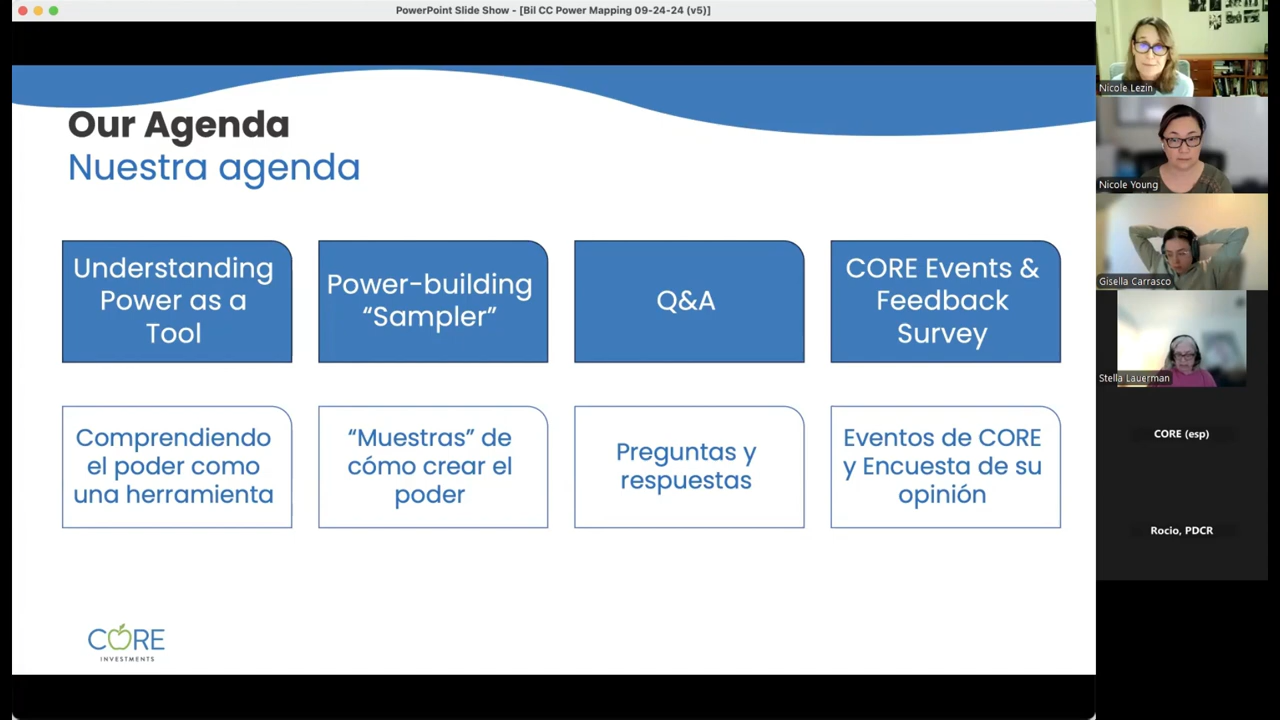 PowerPoint Slide Show - [Bil CC Power Mapping 09-24-24 (v5)]
Our Agenda
Nuestra agenda
Understanding
Power as a
Tool
Power-building
“Sampler”
Q&A
CORE Events &
Feedback
Survey
Comprendiendo
el poder como
una herramienta
“Muestras” de
cómo crear el
poder
Preguntas y
respuestas
Eventos de CORE
y Encuesta de su
opinión
CORE
INVESTMENTS
Nicole Lezin
Nicole Young
Gisella Carrasco
Stella Lauerman
CORE (esp)
Rocio, PDCR